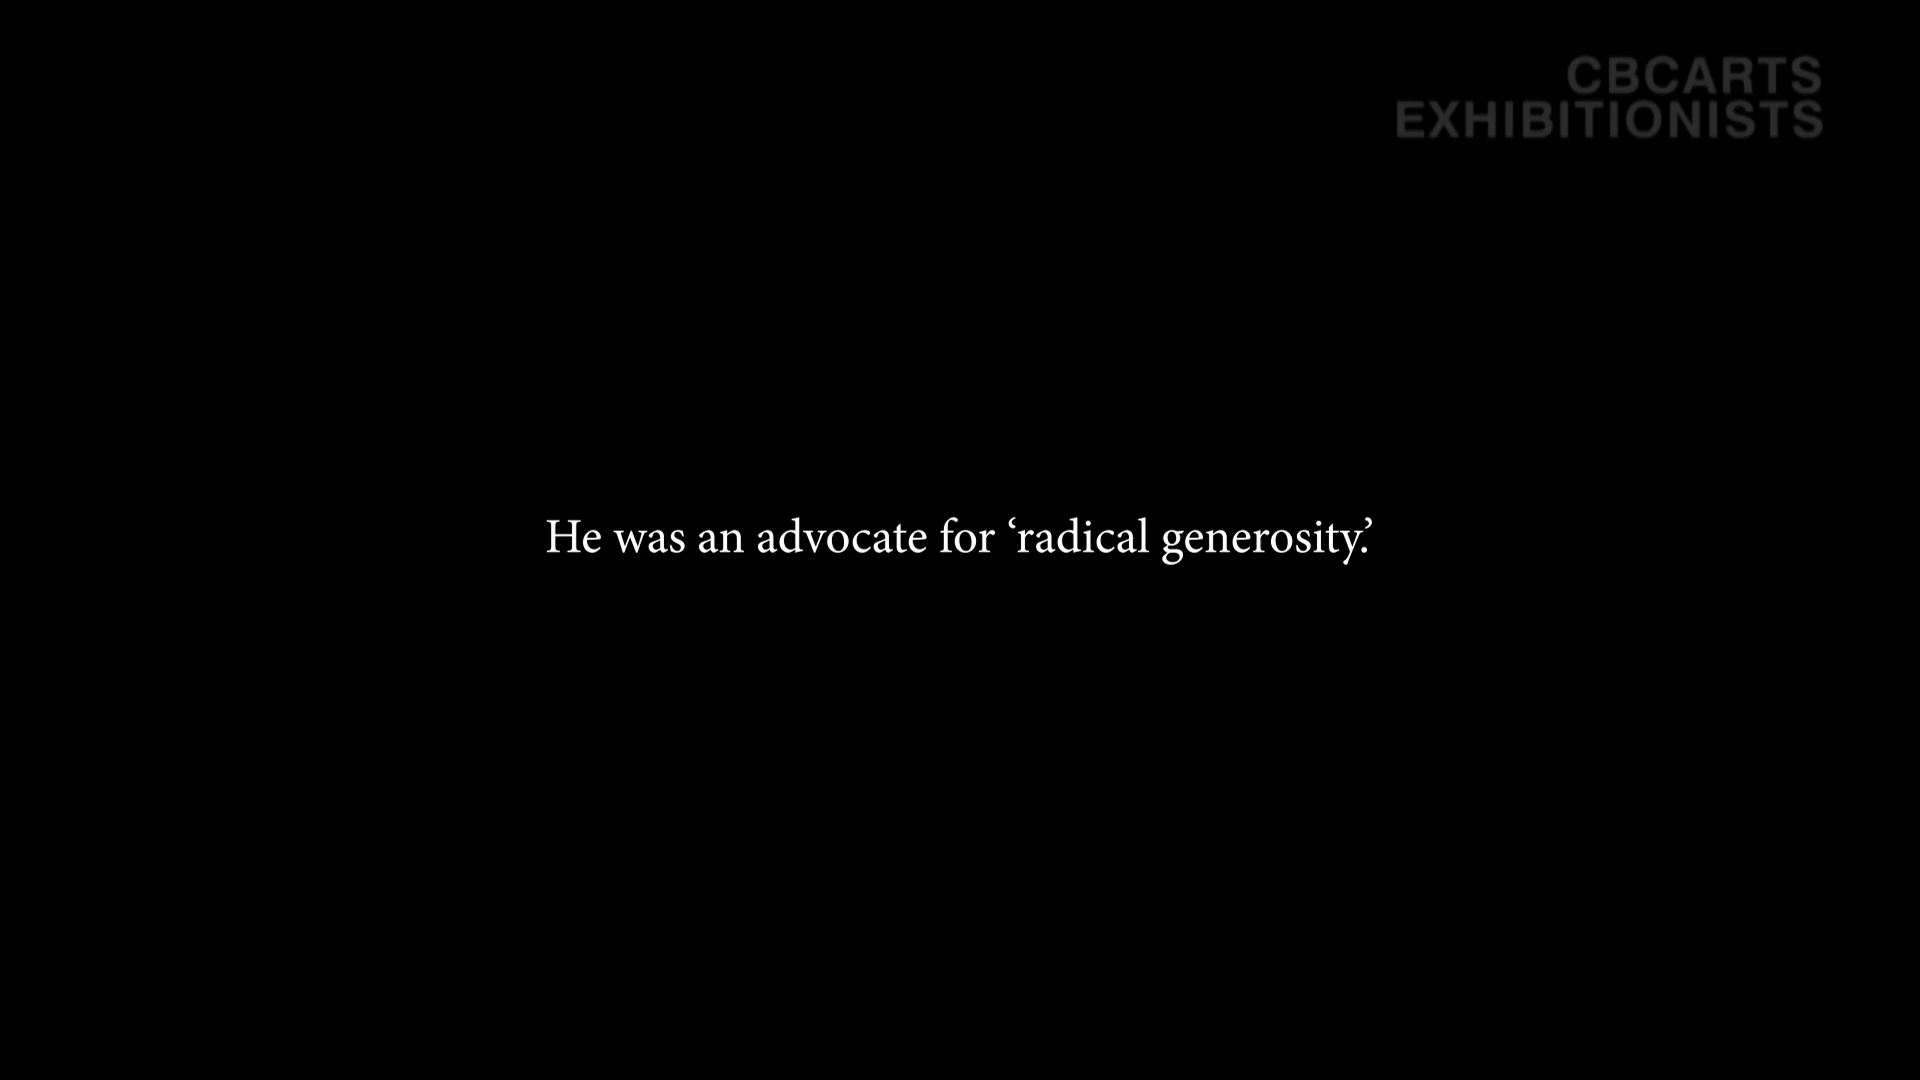 CBCARTS
EXHIBITIONISTS
He was an advocate for ‘radical generosity.’